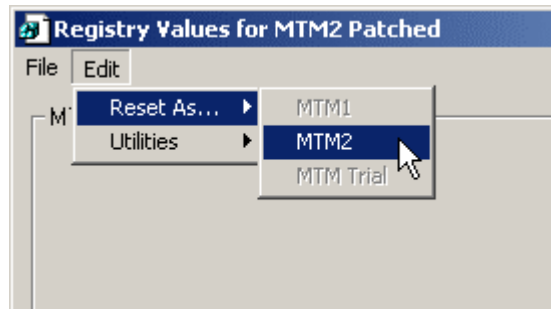 Registry Values for MTM2 Patched
File Edit
Reset As... MTM1
Utilities MTM2
MTM Trial